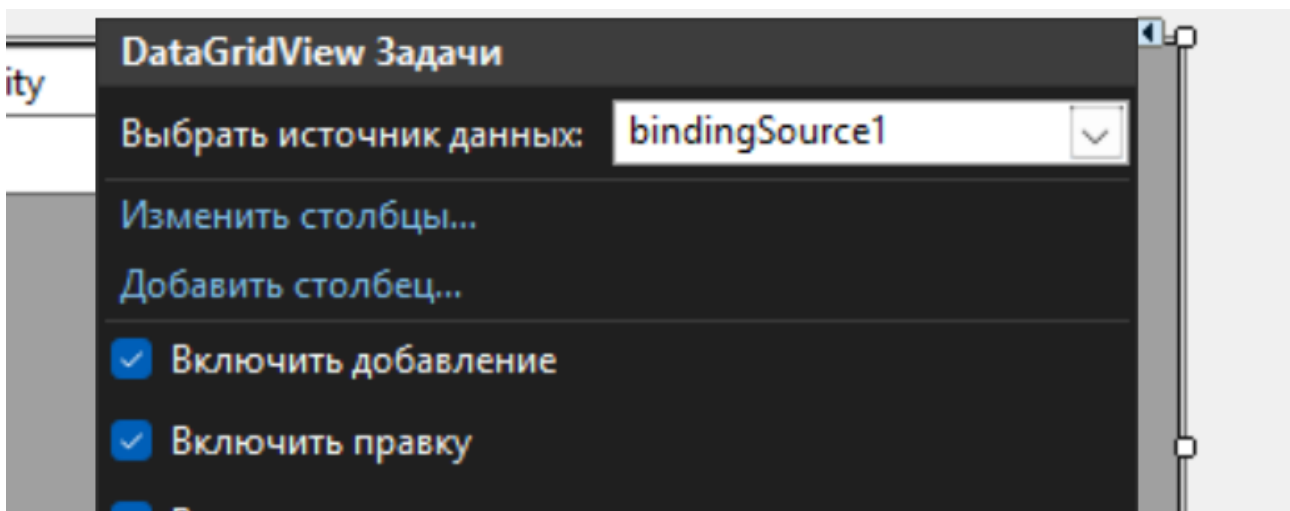 DataGridView Задачи
ity
Выбрать источник данных: bindingSource1
Изменить столбцы...
Добавить столбец...
Включить добавление
Включить правку